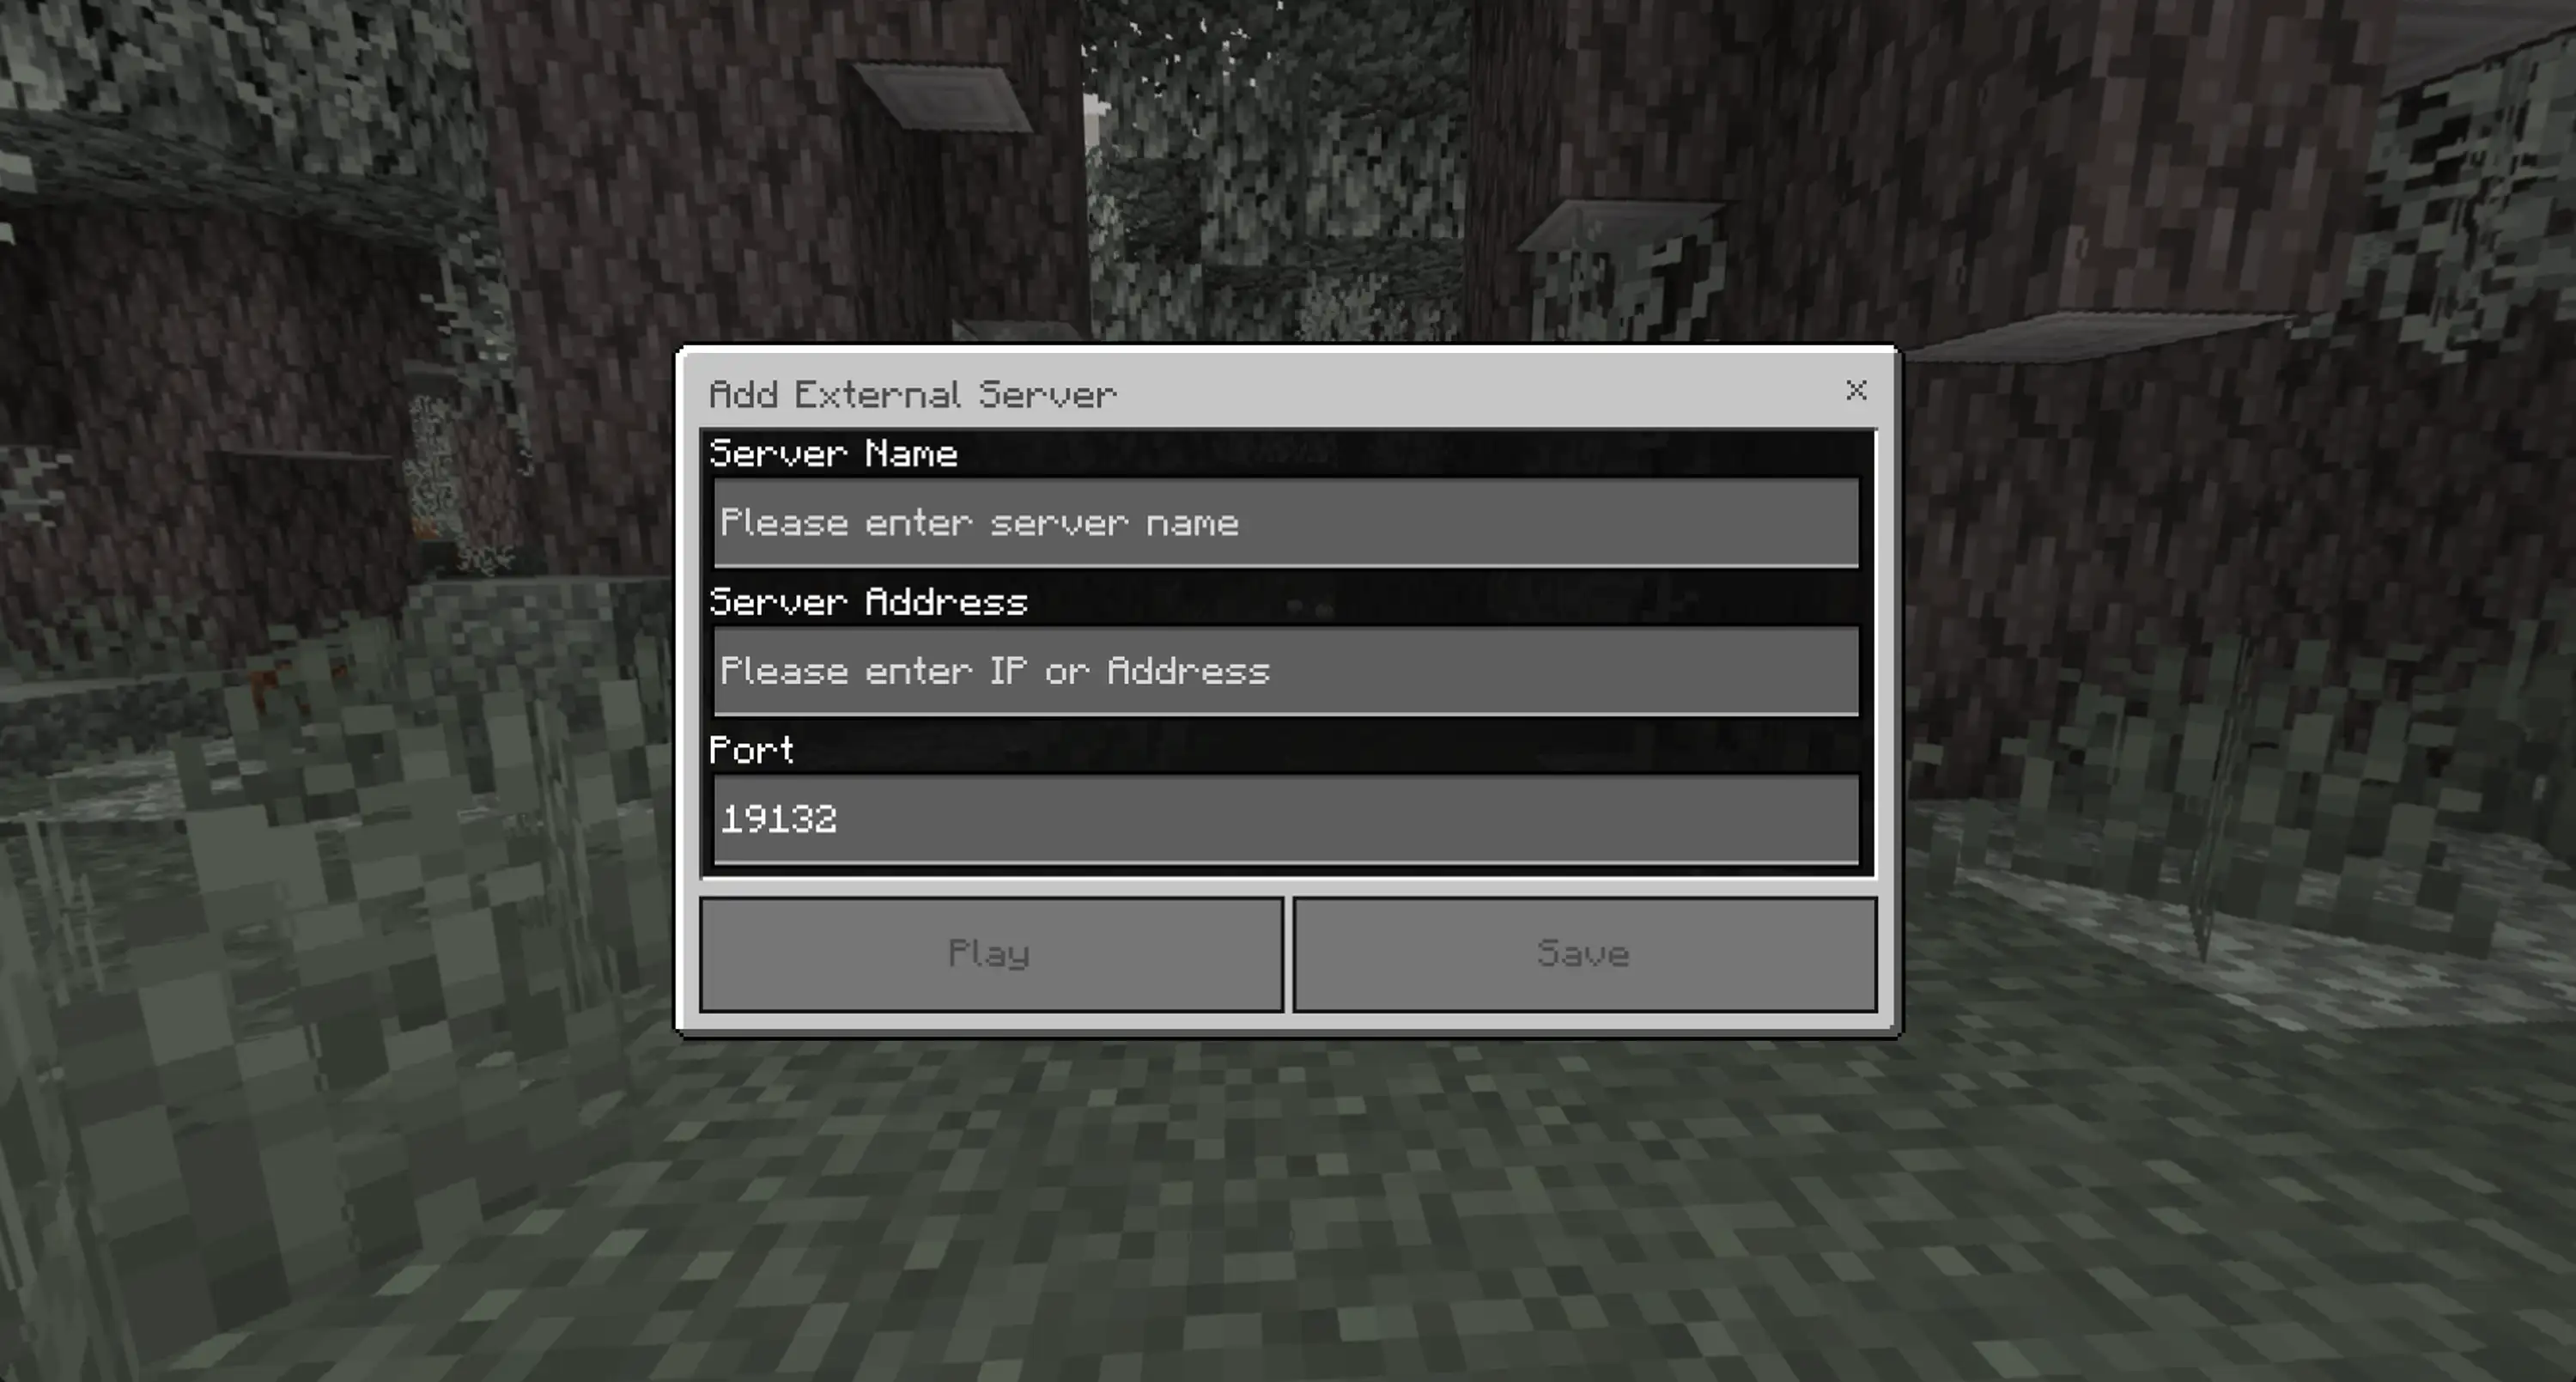 Add External Server
X
Server Name
Please enter server name
Server Address
Please enter IP or Address
Port
19132
Play
Save